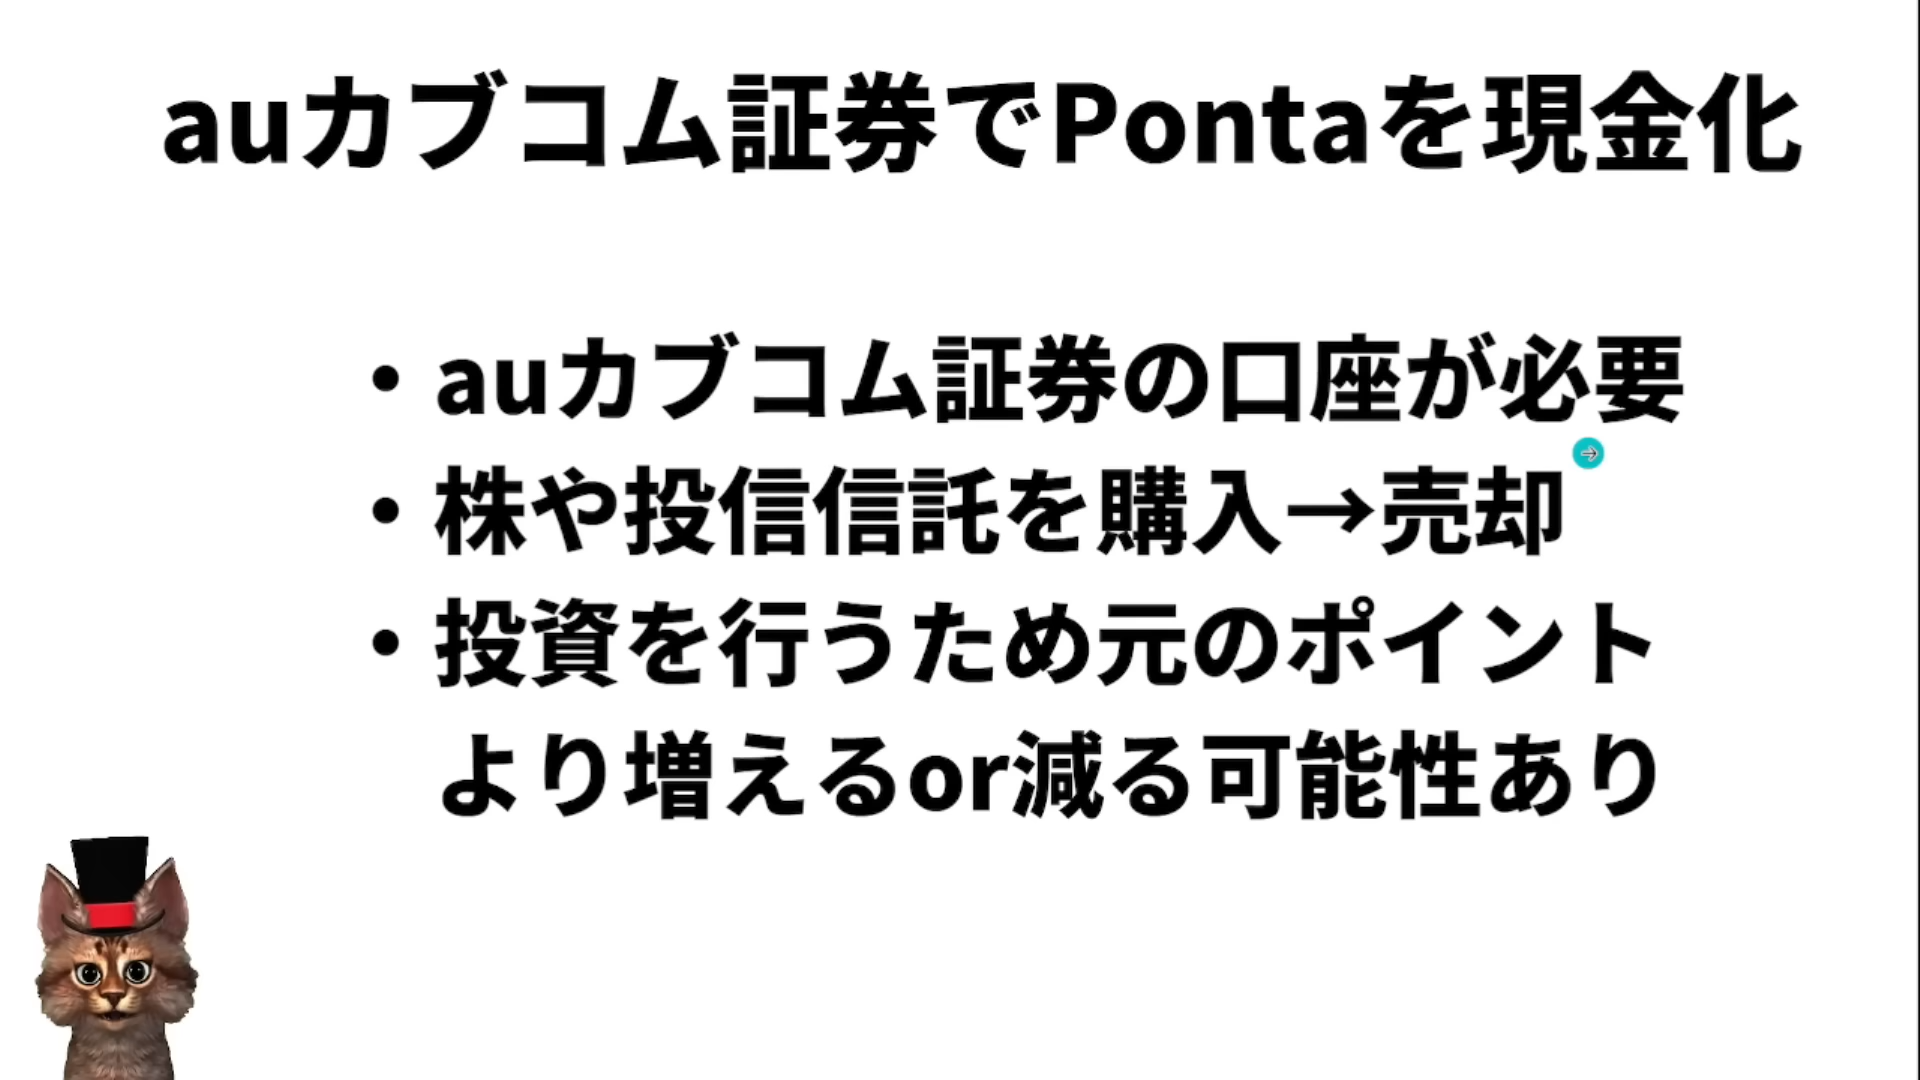 auカブコム証券でPontaを現金化
・auカブコム証券の口座が必要
・株や投信信託を購入→売却
・投資を行うため元のポイント
より増えるor減る可能性あり